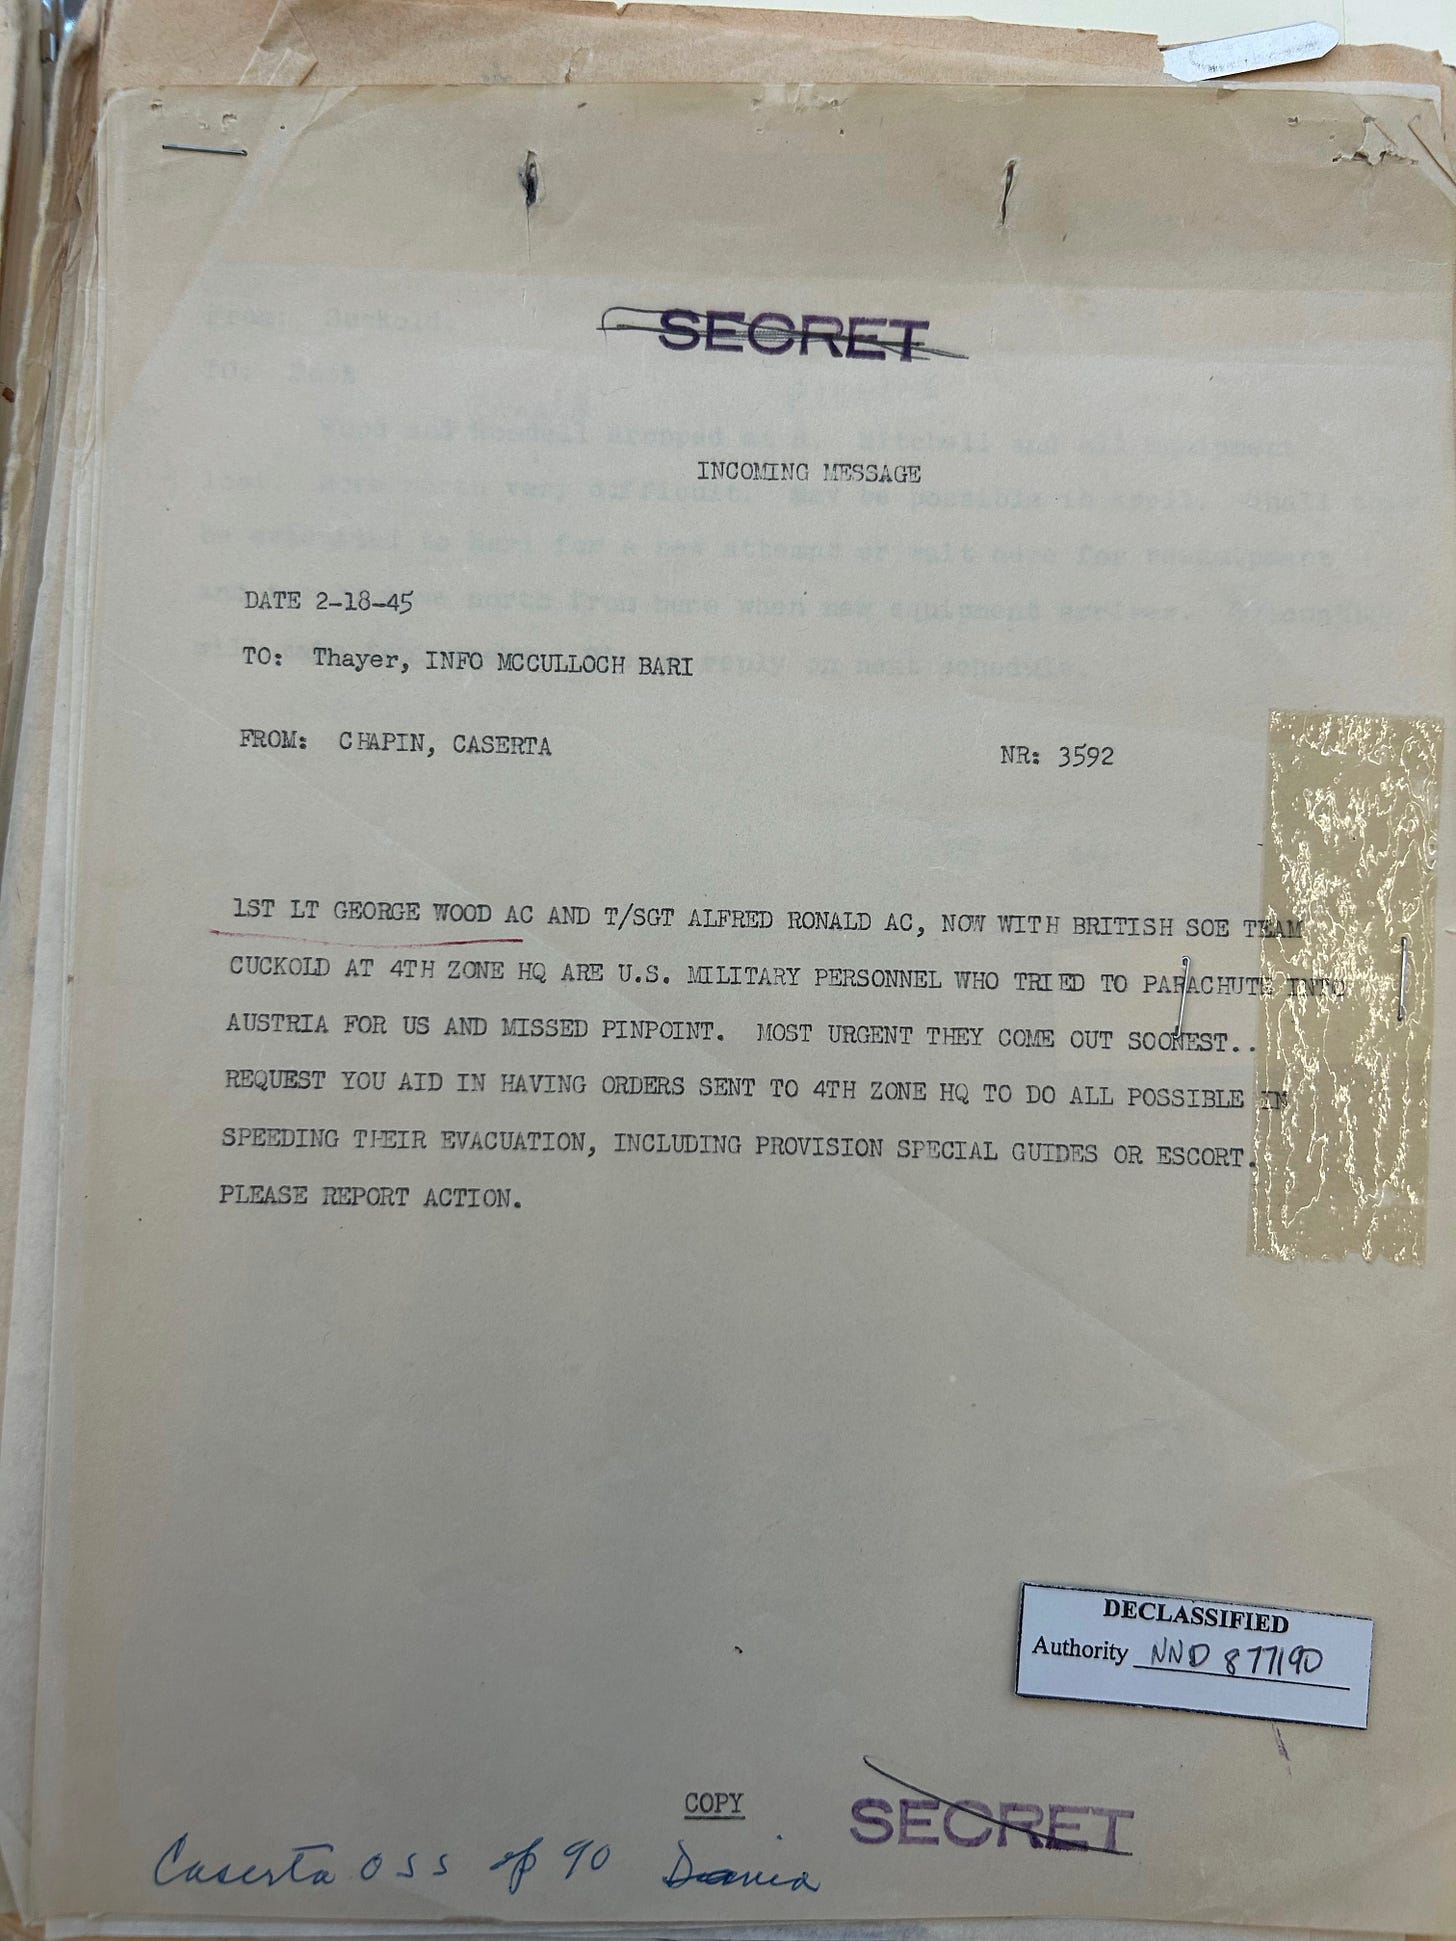 SECRET
INCOMING MESSAGE
DATE 2-18-45
TO: Thayer, INFO MCCULLOCH BARI
FROM: CHAPIN, CASERTA
NR: 3592
1ST LT GEORGE WOOD AC AND T/SGT ALFRED RONALD AC, NOW WITH BRITISH SOE TEAM
CUCKOLD AT 4TH ZONE HQ ARE U.S. MILITARY PERSONNEL WHO TRIED TO PARACHUTE INTO
AUSTRIA FOR US AND MISSED PINPOINT. MOST URGENT THEY COME OUT SOONEST..
REQUEST YOU AID IN HAVING ORDERS SENT TO 4TH ZONE HQ TO DO ALL POSSIBLE IN
SPEEDING THEIR EVACUATION, INCLUDING PROVISION SPECIAL GUIDES OR ESCORT.
PLEASE REPORT ACTION.
DECLASSIFIED
Authority NND 877190
COPY
SECRET
Caserta OSS op 90